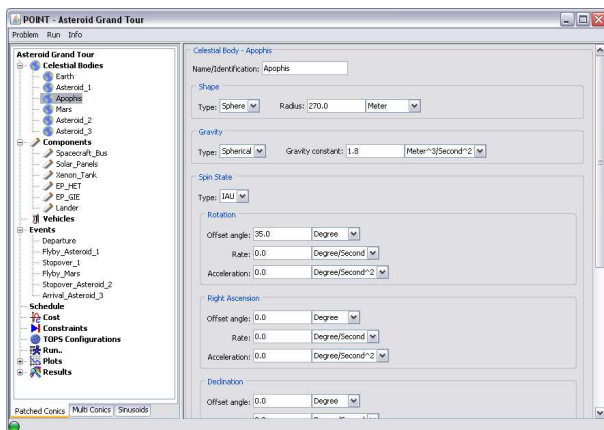 POINT - Asteroid Grand Tour
Problem Run Info
Asteroid Grand Tour
Celestial Bodies
Earth
Asteroid_1
Apophis
Mars
Asteroid_2
Asteroid_3
Components
Spacecraft_Bus
Solar_Panels
Xenon_Tank
EP_HET
EP_GIE
Lander
Vehicles
Events
Departure
Flyby_Asteroid_1
Stopover_1
Flyby_Mars
Stopover_Asteroid_2
Arrival_Asteroid_3
Schedule
Cost
Constraints
TOPS Configurations
Run..
Plots
Results
Patched Conics Multi Conics Sinusoids
Celestial Body - Apophis
Name/Identification: Apophis
Shape
Type: Sphere Radius: 270.0 Meter
Gravity
Type: Spherical Gravity constant: 1.8 Meter^3/Second^2
Spin State
Type: IAU
Rotation
Offset angle: 35.0 Degree
Rate: 0.0 Degree/Second
Acceleration: 0.0 Degree/Second^2
Right Ascension
Offset angle: 0.0 Degree
Rate: 0.0 Degree/Second
Acceleration: 0.0 Degree/Second^2
Declination
Offset angle: 0.0 Degree